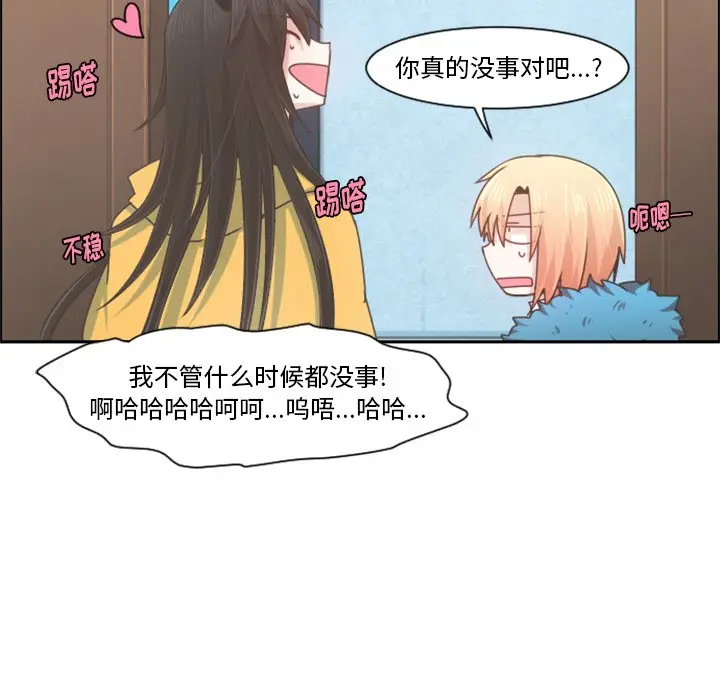 你真的没事对吧...?
踢嗒
踢嗒
呃嗯—
不稳
我不管什么时候都没事!
啊哈哈哈哈呵呵...呜唔...哈哈...